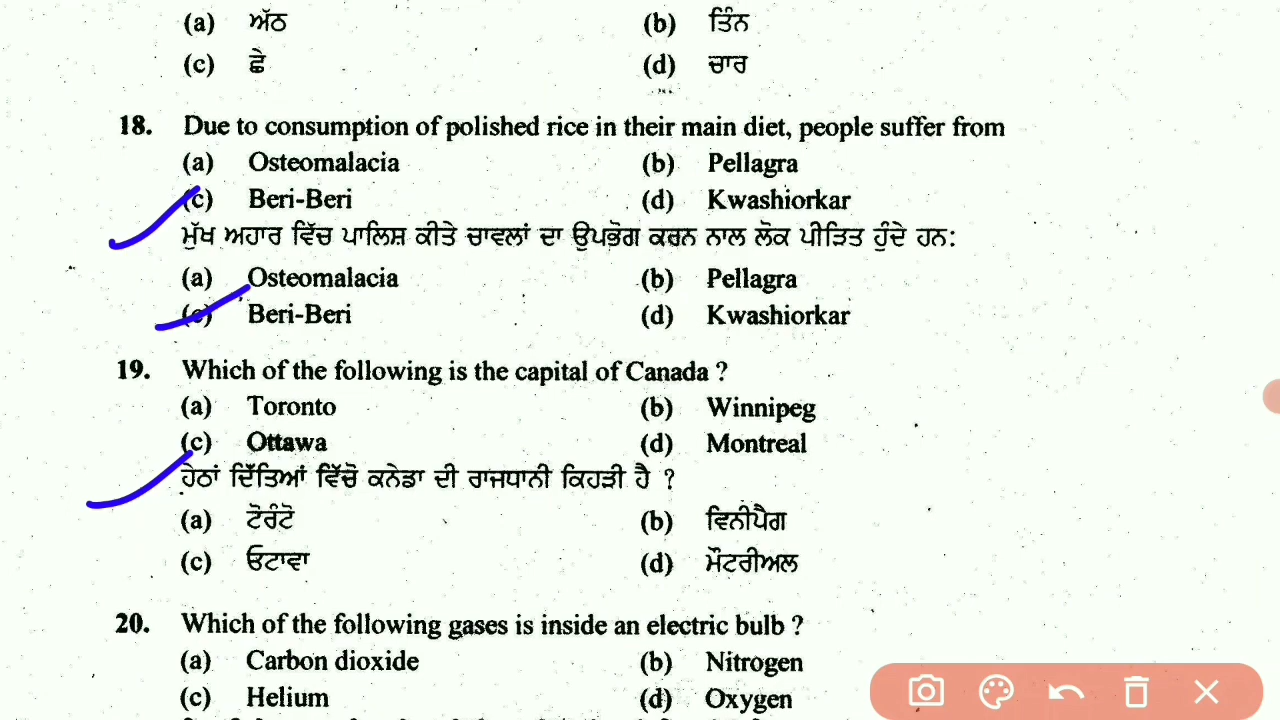 (a) ਅੱਠ (b) ਤਿੰਨ
(c) ਛੇ (d) ਚਾਰ
18. Due to consumption of polished rice in their main diet, people suffer from
(a) Osteomalacia (b) Pellagra
(c) Beri-Beri (d) Kwashiorkar
ਮੁੱਖ ਅਹਾਰ ਵਿੱਚ ਪਾਲਿਸ਼ ਕੀਤੇ ਚਾਵਲਾਂ ਦਾ ਉਪਭੋਗ ਕਰਨ ਨਾਲ ਲੋਕ ਪੀੜਿਤ ਹੁੰਦੇ ਹਨ:
(a) Osteomalacia (b) Pellagra
(c) Beri-Beri (d) Kwashiorkar
19. Which of the following is the capital of Canada ?
(a) Toronto (b) Winnipeg
(c) Ottawa (d) Montreal
ਹੇਠਾਂ ਦਿੱਤਿਆਂ ਵਿੱਚੋ ਕਨੇਡਾ ਦੀ ਰਾਜਧਾਨੀ ਕਿਹੜੀ ਹੈ ?
(a) ਟੋਰੰਟੋ (b) ਵਿਨੀਪੈਗ
(c) ਓਟਾਵਾ (d) ਮੌਟਰੀਅਲ
20. Which of the following gases is inside an electric bulb ?
(a) Carbon dioxide (b) Nitrogen
(c) Helium (d) Oxygen